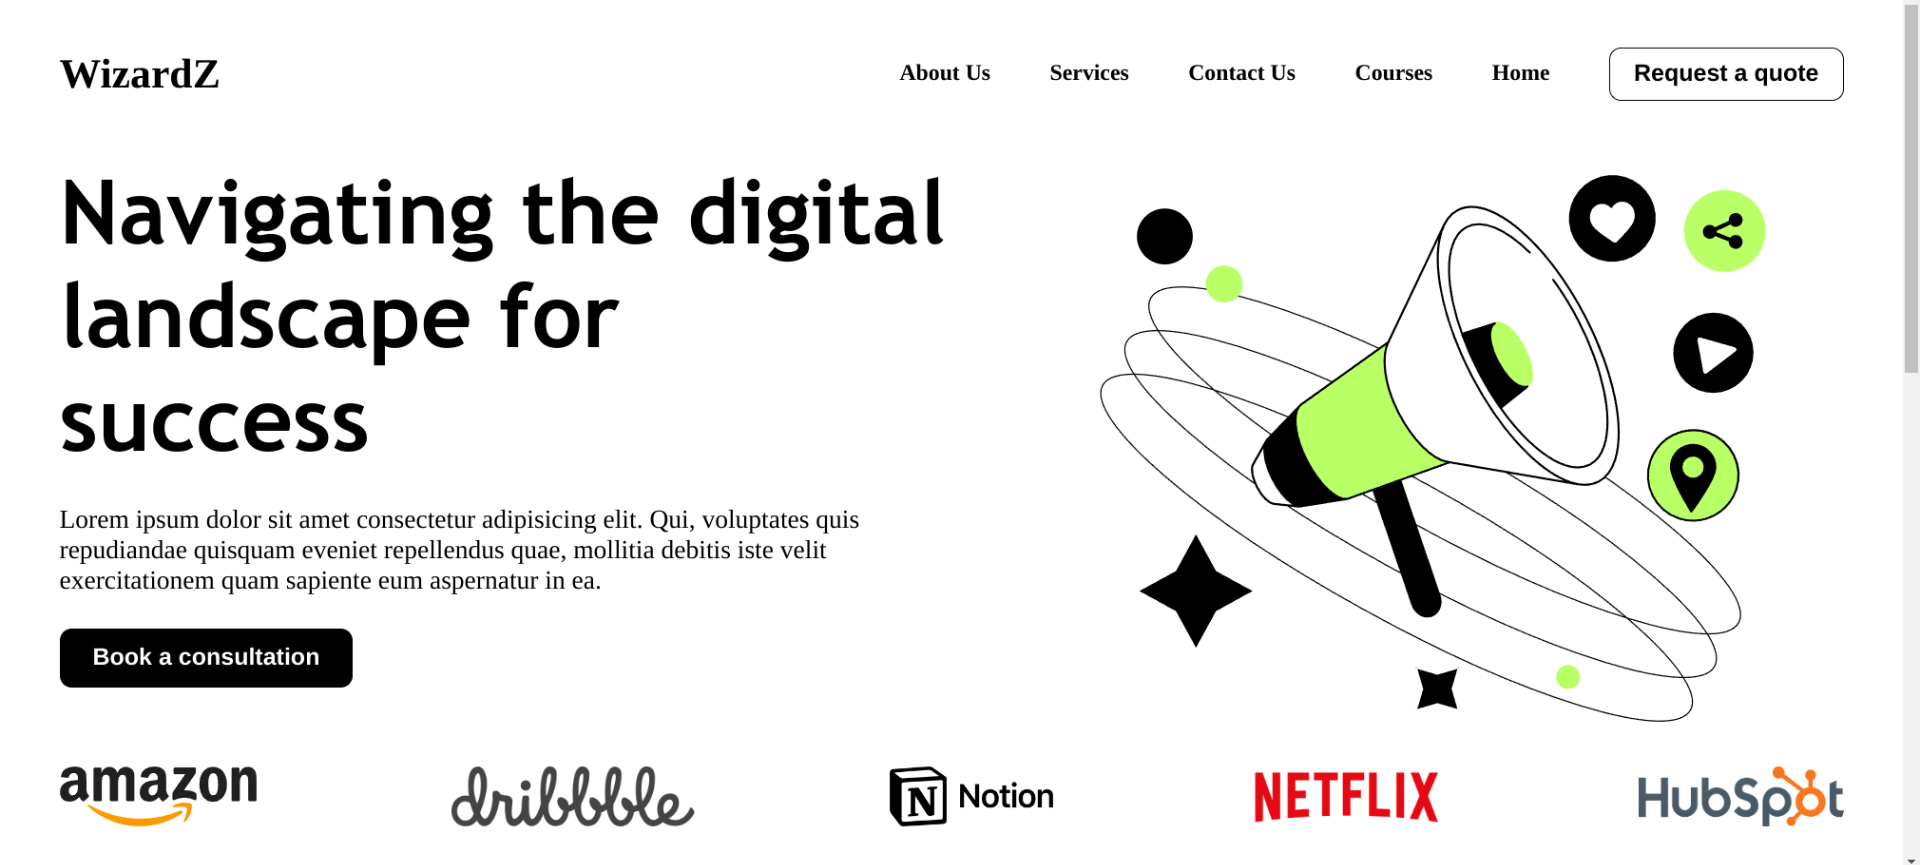 WizardZ
About Us
Services
Contact Us
Courses
Home
Request a quote
Navigating the digital
landscape for
success
Lorem ipsum dolor sit amet consectetur adipisicing elit. Qui, voluptates quis
repudiandae quisquam eveniet repellendus quae, mollitia debitis iste velit
exercitationem quam sapiente eum aspernatur in ea.
Book a consultation
amazon
dribbble
N Notion
NETFLIX
HubSpot